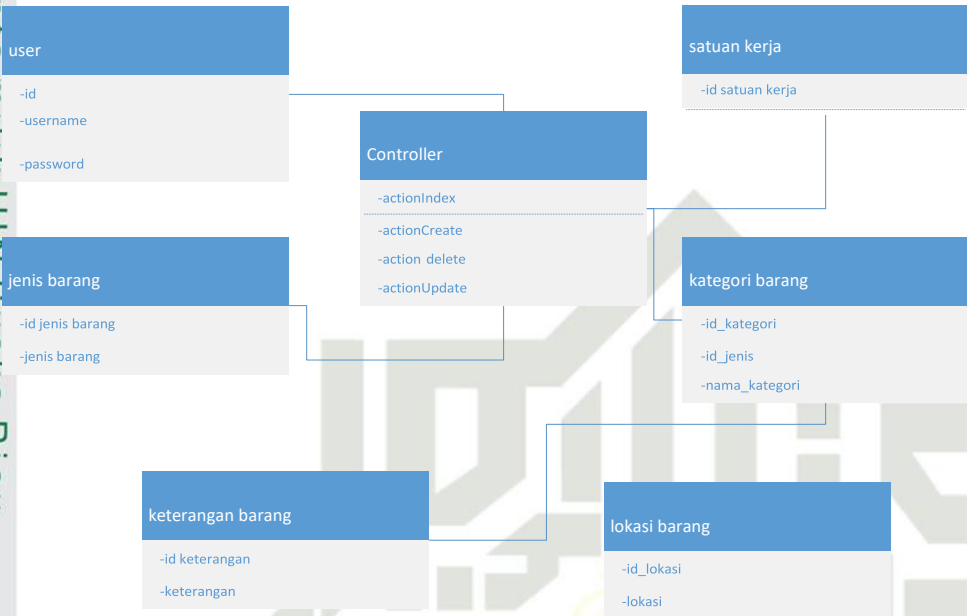 user
-id
-username
-password
satuan kerja
-id satuan kerja
Controller
-actionIndex
-actionCreate
-action delete
-actionUpdate
jenis barang
-id jenis barang
-jenis barang
kategori barang
-id_kategori
-id_jenis
-nama_kategori
keterangan barang
-id keterangan
-keterangan
lokasi barang
-id_lokasi
-lokasi